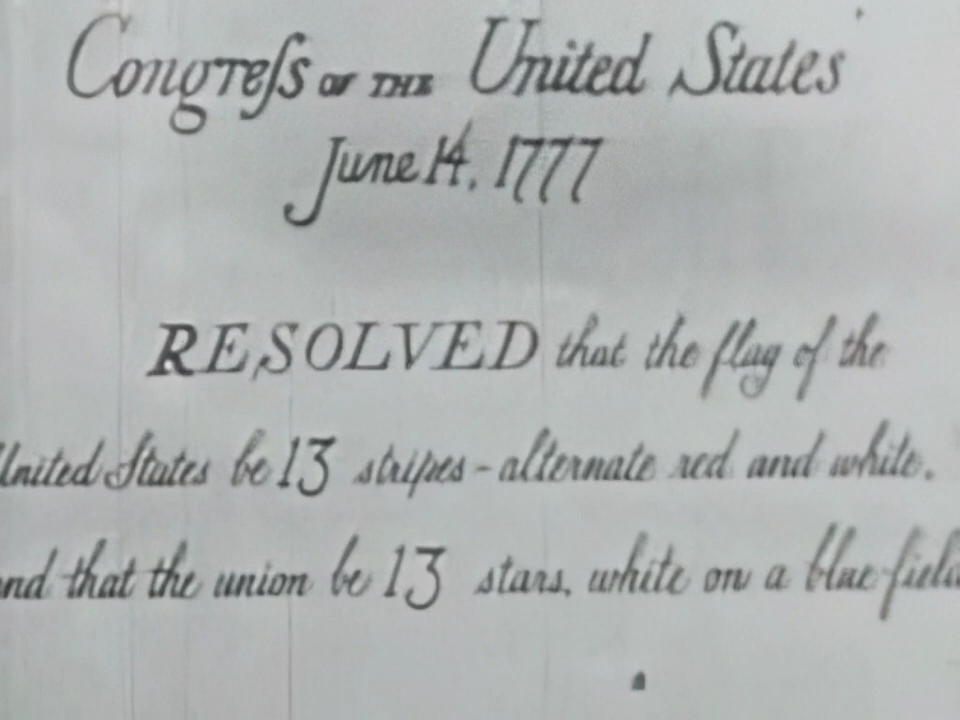 Congreſs OF THE United States
June 14, 1777
RESOLVED that the flag of the
United States be 13 stripes - alternate red and white.
and that the union be 13 stars, white on a blue field